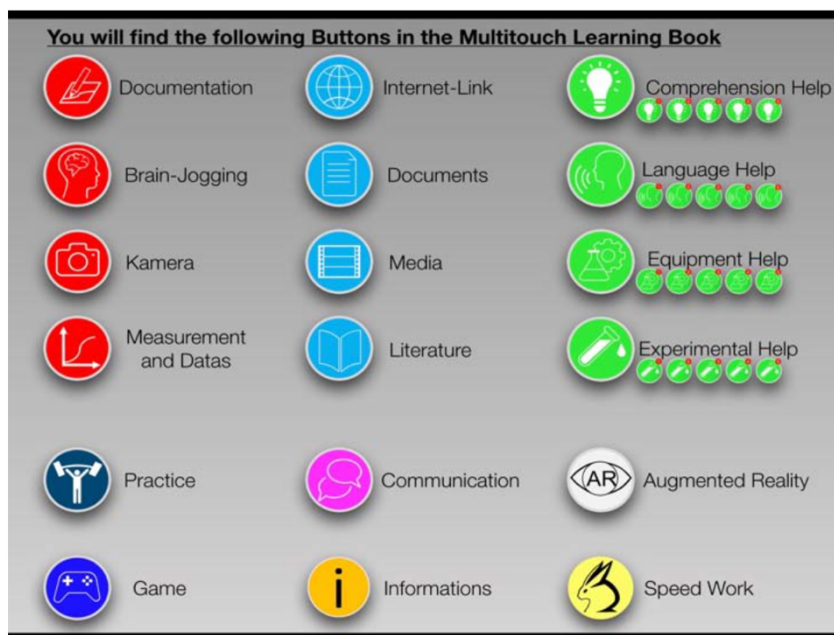 You will find the following Buttons in the Multitouch Learning Book
Documentation
Internet-Link
Comprehension Help
Brain-Jogging
Documents
Language Help
Kamera
Media
Equipment Help
Measurement
and Datas
Literature
Experimental Help
Practice
Communication
AR
Augmented Reality
Game
i
Informations
Speed Work